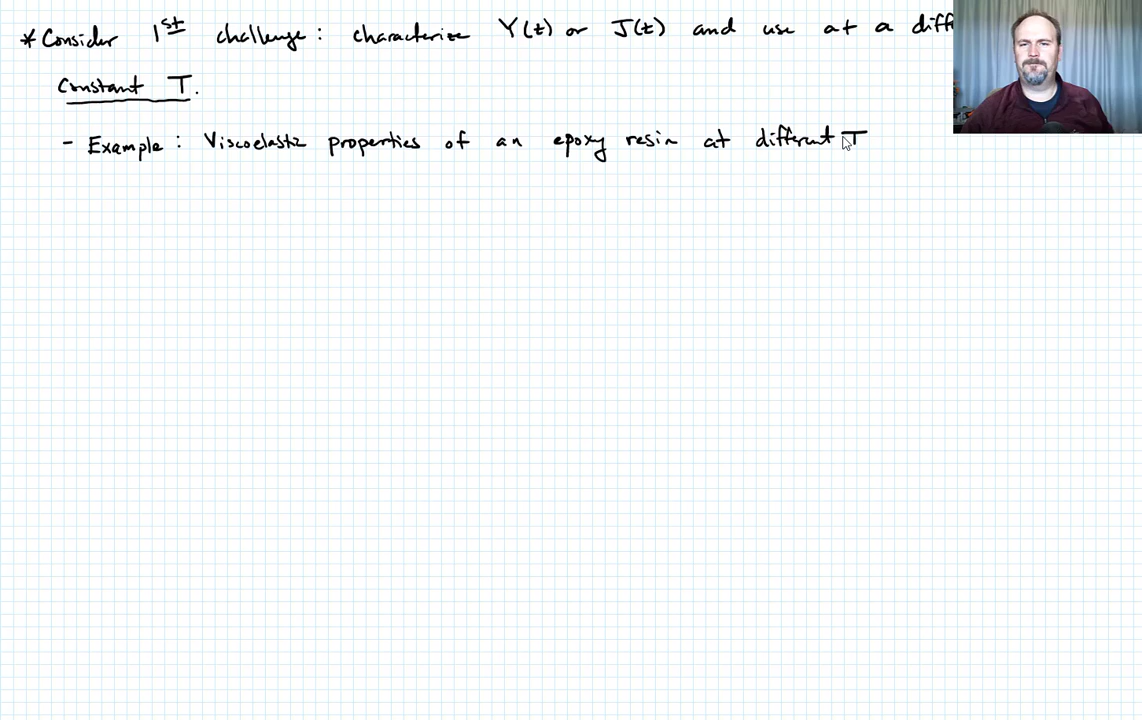 * Consider 1st challenge: characterize Y(t) or J(t) and use at a diff
Constant T.
- Example: Viscoelastic properties of an epoxy resin at different T